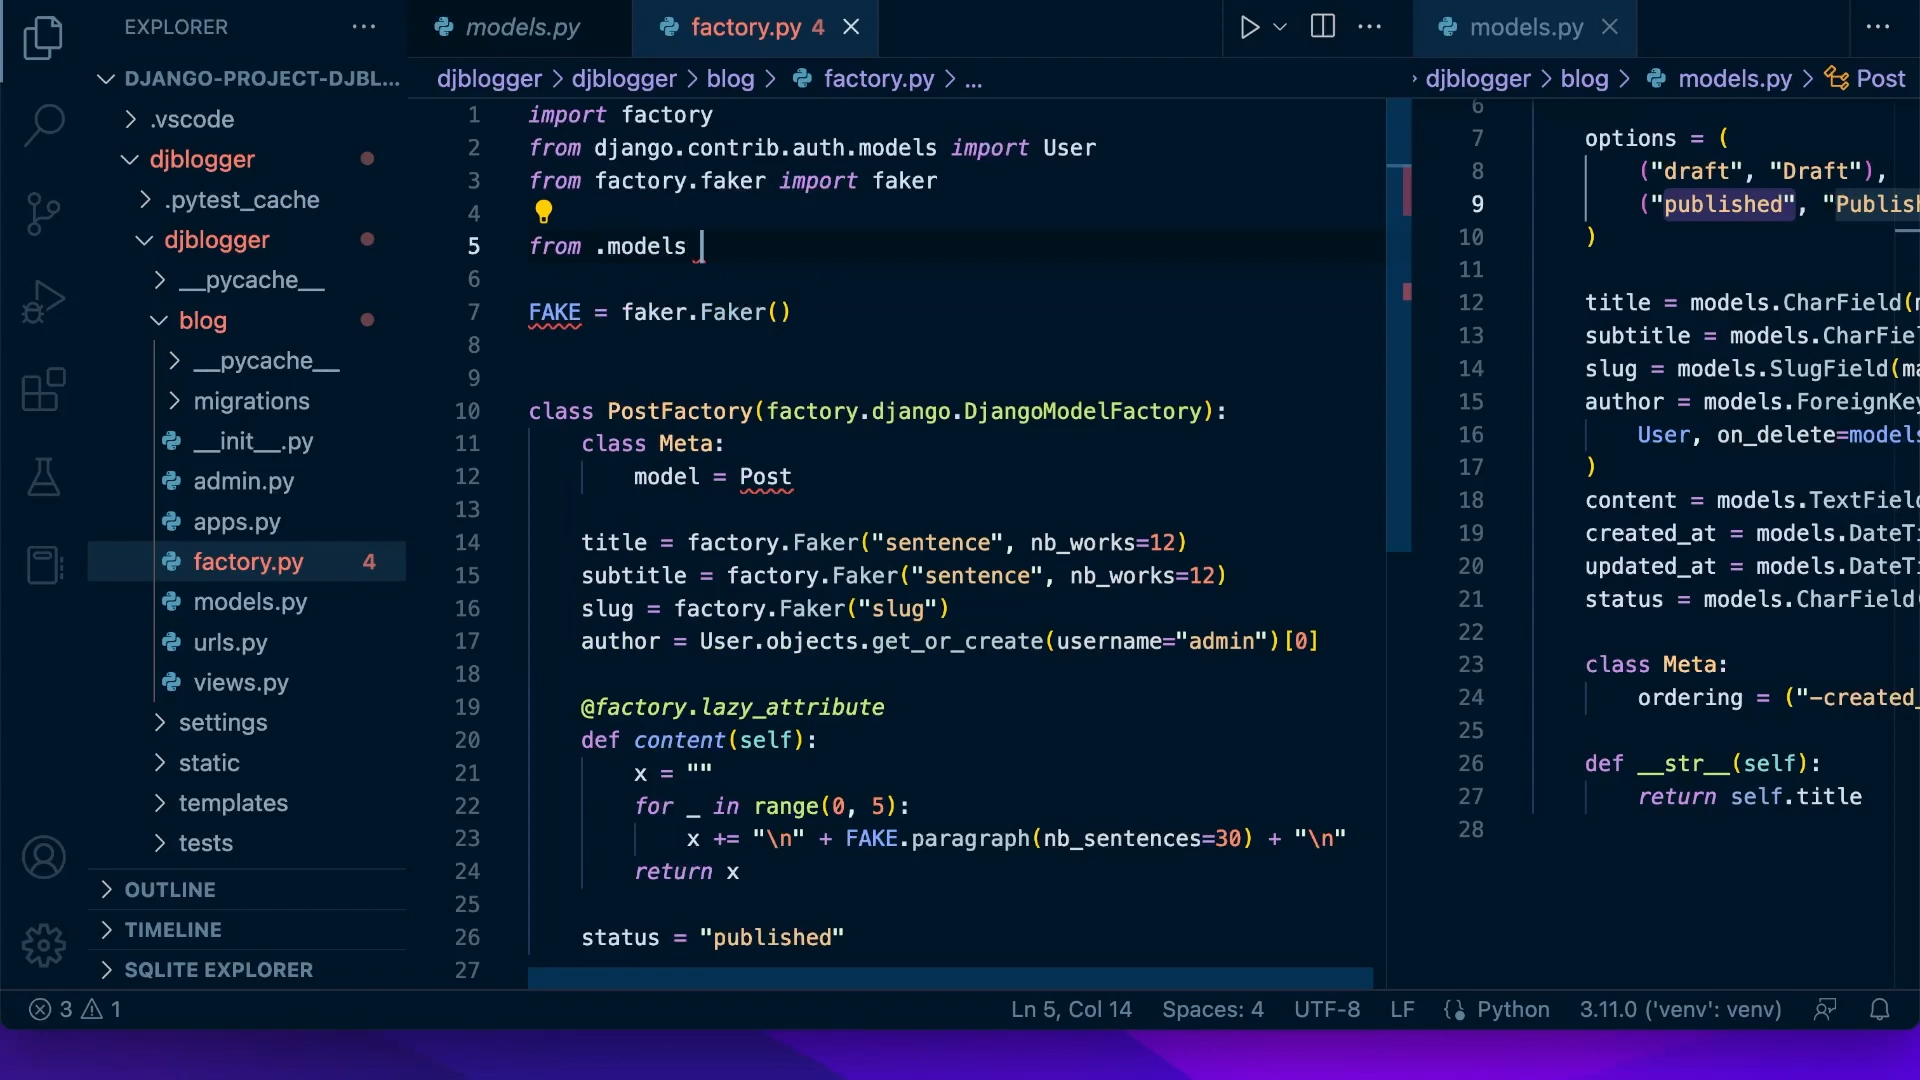 EXPLORER
DJANGO-PROJECT-DJBL...
.vscode
djblogger
.pytest_cache
djblogger
__pycache__
blog
__pycache__
migrations
__init__.py
admin.py
apps.py
factory.py 4
models.py
urls.py
views.py
settings
static
templates
tests
OUTLINE
TIMELINE
SQLITE EXPLORER
models.py
factory.py 4
djblogger > djblogger > blog > factory.py > ...
1 import factory
2 from django.contrib.auth.models import User
3 from factory.faker import faker
4
5 from .models
6
7 FAKE = faker.Faker()
8
9
10 class PostFactory(factory.django.DjangoModelFactory):
11 class Meta:
12 model = Post
13
14 title = factory.Faker("sentence", nb_works=12)
15 subtitle = factory.Faker("sentence", nb_works=12)
16 slug = factory.Faker("slug")
17 author = User.objects.get_or_create(username="admin")[0]
18
19 @factory.lazy_attribute
20 def content(self):
21 x = ""
22 for _ in range(0, 5):
23 x += "\n" + FAKE.paragraph(nb_sentences=30) + "\n"
24 return x
25
26 status = "published"
27
models.py
djblogger > blog > models.py > Post
6
7 options = (
8 ("draft", "Draft"),
9 ("published", "Publish
10 )
11
12 title = models.CharField(m
13 subtitle = models.CharFie
14 slug = models.SlugField(ma
15 author = models.ForeignKey
16 User, on_delete=models
17 )
18 content = models.TextField
19 created_at = models.DateTi
20 updated_at = models.DateTi
21 status = models.CharField(
22
23 class Meta:
24 ordering = ("-created_
25
26 def __str__(self):
27 return self.title
28
3 1 Ln 5, Col 14 Spaces: 4 UTF-8 LF Python 3.11.0 ('venv': venv)